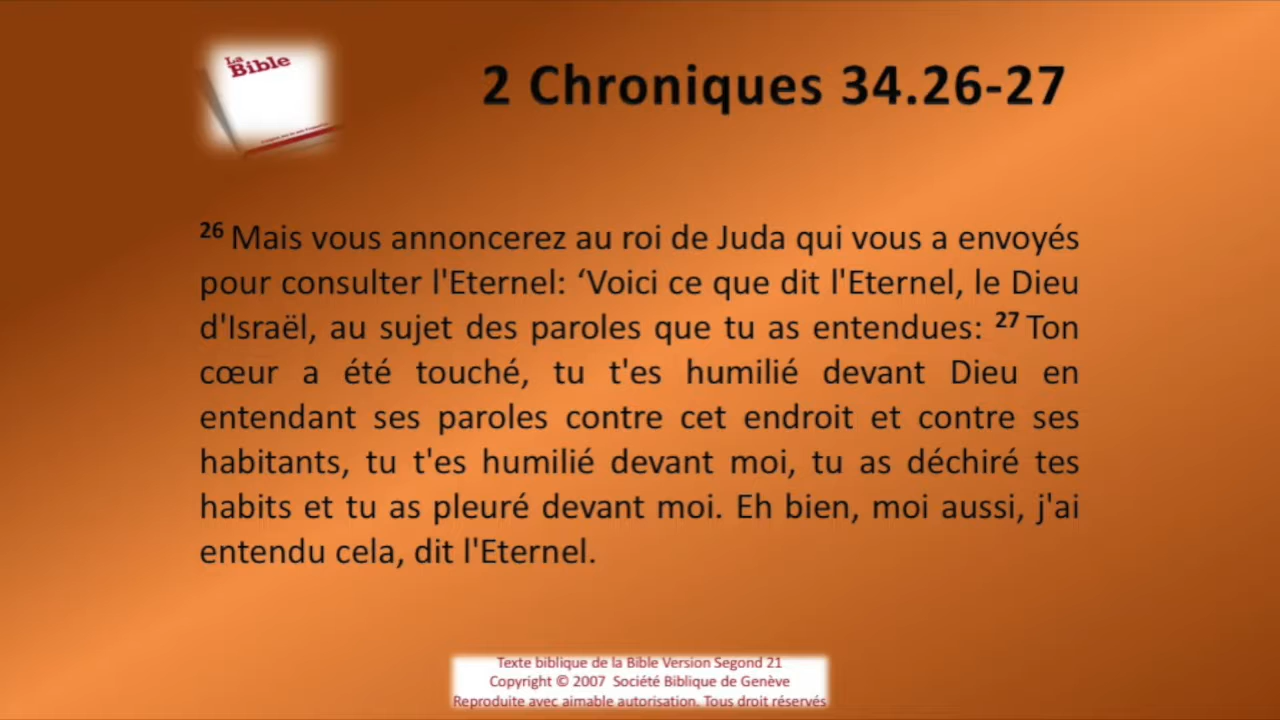 La
Bible
2 Chroniques 34.26-27
26 Mais vous annoncerez au roi de Juda qui vous a envoyés
pour consulter l'Eternel: ‘Voici ce que dit l'Eternel, le Dieu
d'Israël, au sujet des paroles que tu as entendues: 27 Ton
cœur a été touché, tu t'es humilié devant Dieu en
entendant ses paroles contre cet endroit et contre ses
habitants, tu t'es humilié devant moi, tu as déchiré tes
habits et tu as pleuré devant moi. Eh bien, moi aussi, j'ai
entendu cela, dit l'Eternel.
Texte biblique de la Bible Version Segond 21
Copyright © 2007 Société Biblique de Genève
Reproduite avec aimable autorisation. Tous droit réservés